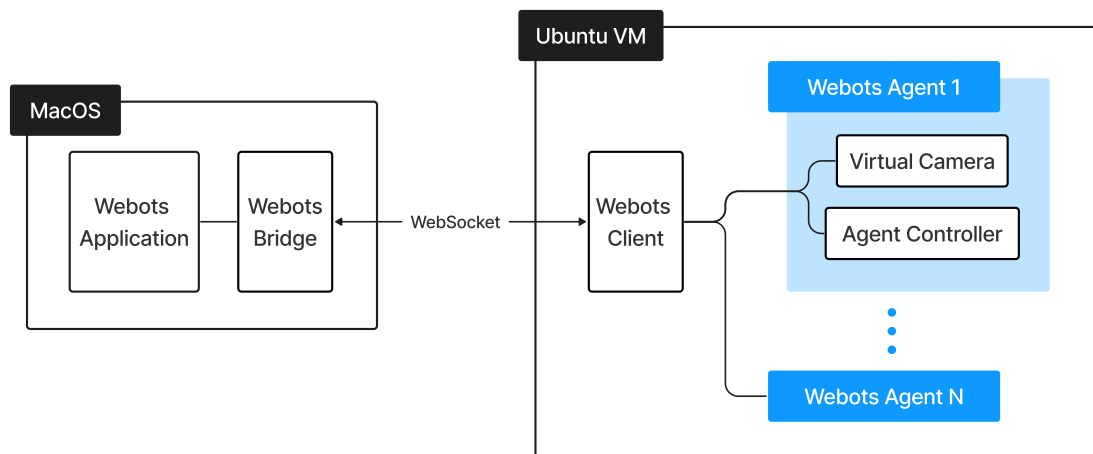 Ubuntu VM
MacOS
Webots
Application
Webots
Bridge
WebSocket
Webots
Client
Webots Agent 1
Virtual Camera
Agent Controller
Webots Agent N